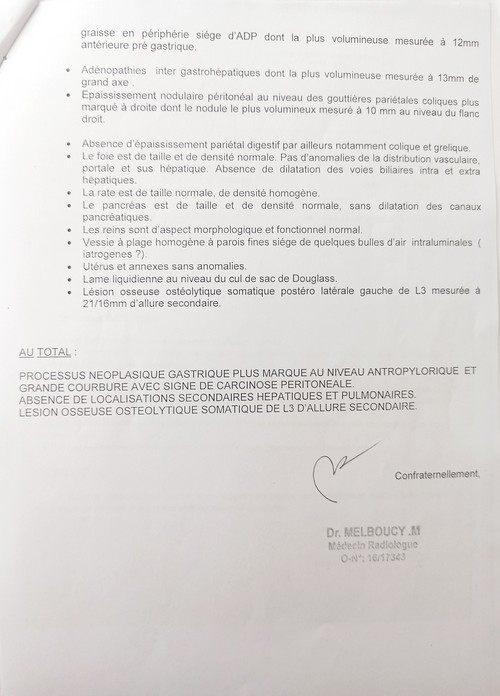 graisse en périphérie siége d'ADP dont la plus volumineuse mesurée à 12mm
antérieure pré gastrique.
• Adénopathies inter gastrohépatiques dont la plus volumineuse mesurée à 13mm de
grand axe .
• Epaississement nodulaire péritonéal au niveau des gouttières pariétales coliques plus
marqué à droite dont le nodule le plus volumineux mesuré à 10 mm au niveau du flanc
droit.
• Absence d'épaississement pariétal digestif par ailleurs notamment colique et grelique.
• Le foie est de taille et de densité normale. Pas d'anomalies de la distribution vasculaire,
portale et sus hépatique. Absence de dilatation des voies biliaires intra et extra
hépatiques.
• La rate est de taille normale, de densité homogène.
• Le pancréas est de taille et de densité normale, sans dilatation des canaux
pancréatiques.
• Les reins sont d'aspect morphologique et fonctionnel normal.
• Vessie à plage homogène à parois fines siége de quelques bulles d'air intraluminales (
iatrogenes ?).
• Utérus et annexes sans anomalies.
• Lame liquidienne au niveau du cul de sac de Douglass.
• Lésion osseuse ostéolytique somatique postéro latérale gauche de L3 mesurée à
21/16mm d'allure secondaire.
AU TOTAL :
PROCESSUS NEOPLASIQUE GASTRIQUE PLUS MARQUE AU NIVEAU ANTROPYLORIQUE ET
GRANDE COURBURE AVEC SIGNE DE CARCINOSE PERITONEALE.
ABSENCE DE LOCALISATIONS SECONDAIRES HEPATIQUES ET PULMONAIRES.
LESION OSSEUSE OSTEOLYTIQUE SOMATIQUE DE L3 D'ALLURE SECONDAIRE.
Confraternellement,
Dr. MELBOUCY .M
Médecin Radiologue
O-N°: 16/17343